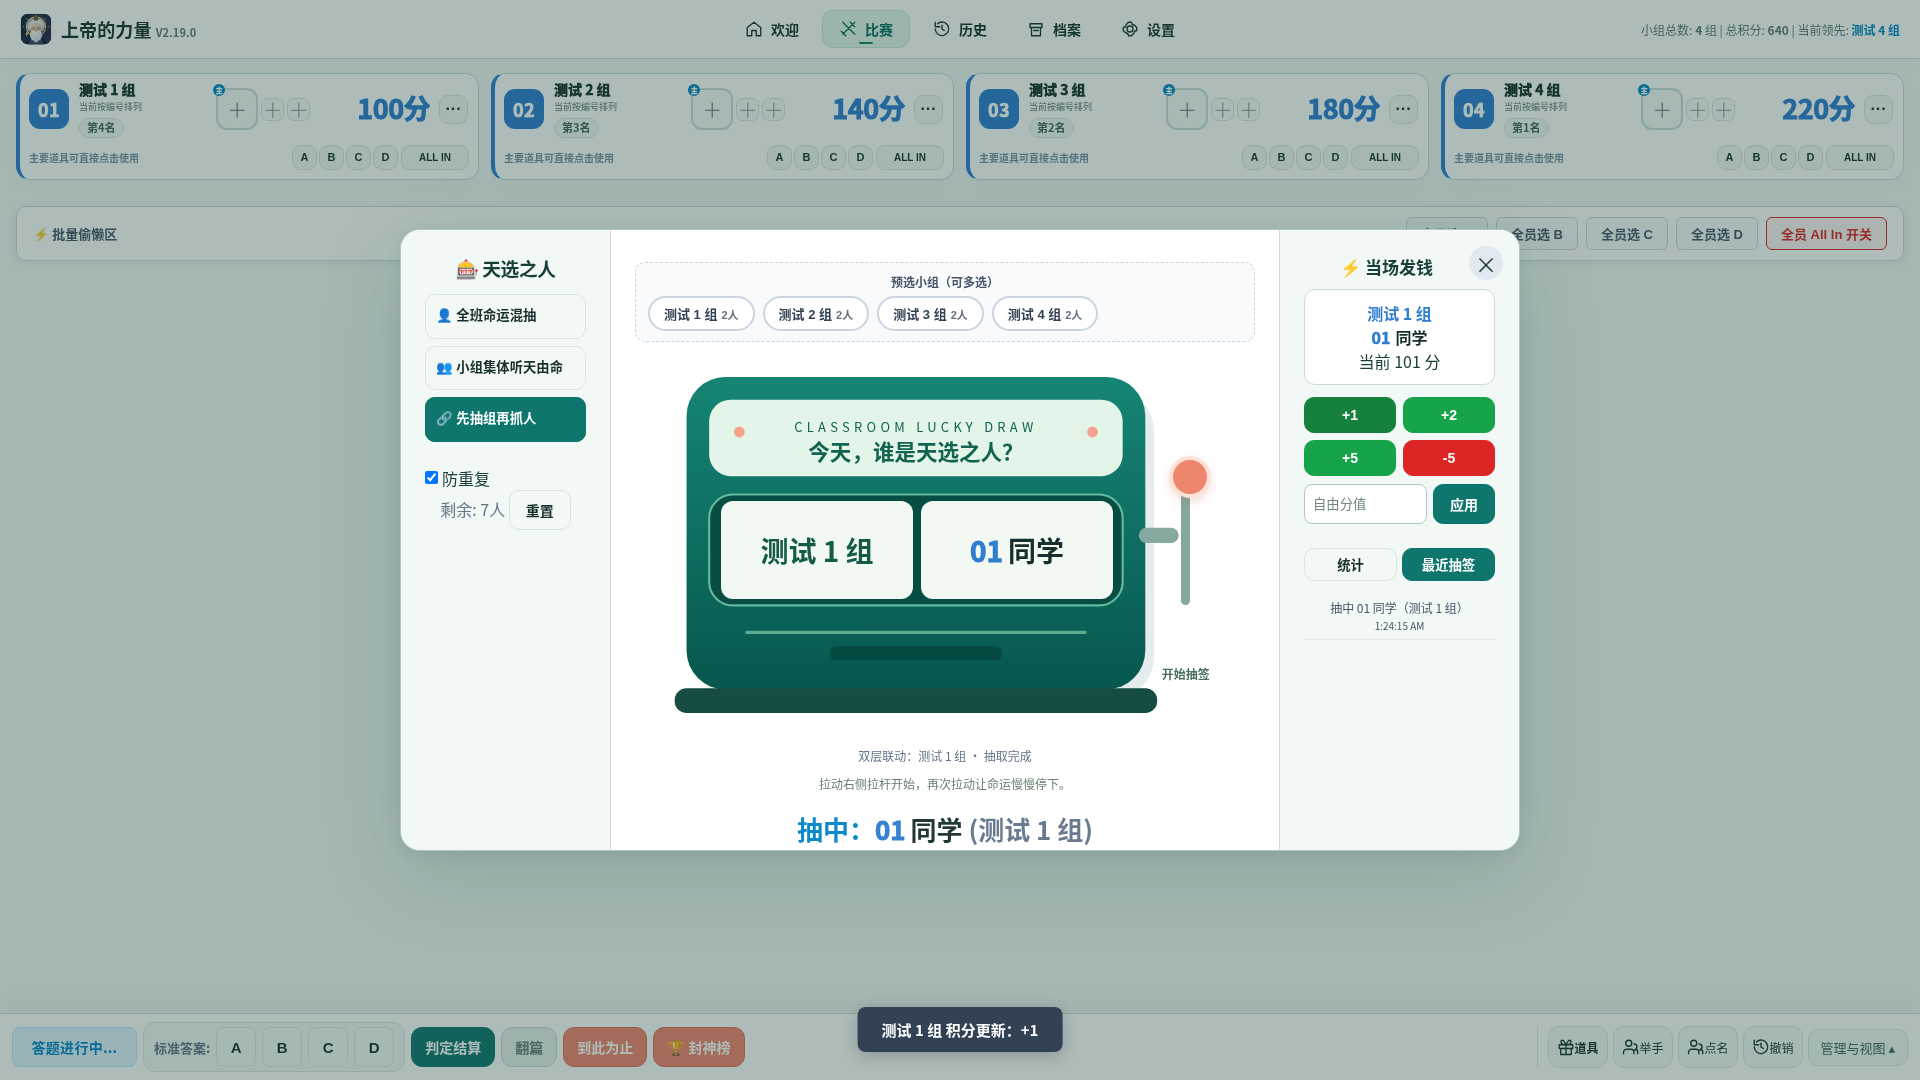 上帝的力量 V2.19.0
欢迎
比赛
历史
档案
设置
小组总数: 4 组 | 总积分: 640 | 当前领先: 测试 4 组
01
测试 1 组
当前按编号排列
第4名
主
100分
主要道具可直接点击使用
A B C D ALL IN
02
测试 2 组
当前按编号排列
第3名
主
140分
主要道具可直接点击使用
A B C D ALL IN
03
测试 3 组
当前按编号排列
第2名
主
180分
主要道具可直接点击使用
A B C D ALL IN
04
测试 4 组
当前按编号排列
第1名
主
220分
主要道具可直接点击使用
A B C D ALL IN
⚡ 批量偷懒区
全员选 B
全员选 C
全员选 D
全员 All In 开关
🎰 天选之人
👤 全班命运混抽
👥 小组集体听天由命
🔗 先抽组再抓人
防重复
剩余: 7人
重置
预选小组（可多选）
测试 1 组 2人
测试 2 组 2人
测试 3 组 2人
测试 4 组 2人
CLASSROOM LUCKY DRAW
今天，谁是天选之人？
测试 1 组
01 同学
开始抽签
双层联动：测试 1 组 · 抽取完成
拉动右侧拉杆开始，再次拉动让命运慢慢停下。
抽中：01 同学 (测试 1 组)
⚡ 当场发钱
测试 1 组
01 同学
当前 101 分
+1
+2
+5
-5
自由分值
应用
统计
最近抽签
抽中 01 同学（测试 1 组）
1:24:15 AM
测试 1 组 积分更新：+1
答题进行中...
标准答案:
A
B
C
D
判定结算
翻篇
到此为止
🏆 封神榜
道具
举手
点名
撤销
管理与视图 ▴